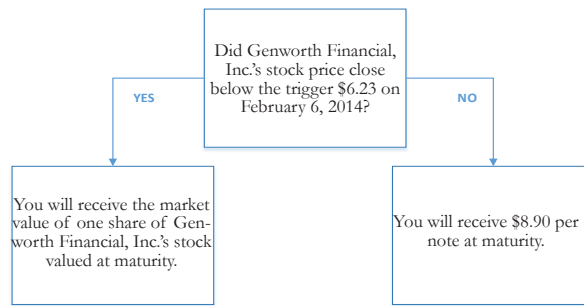 Did Genworth Financial,
Inc.'s stock price close
below the trigger $6.23 on
February 6, 2014?
YES
NO
You will receive the market
value of one share of Gen-
worth Financial, Inc.'s stock
valued at maturity.
You will receive $8.90 per
note at maturity.